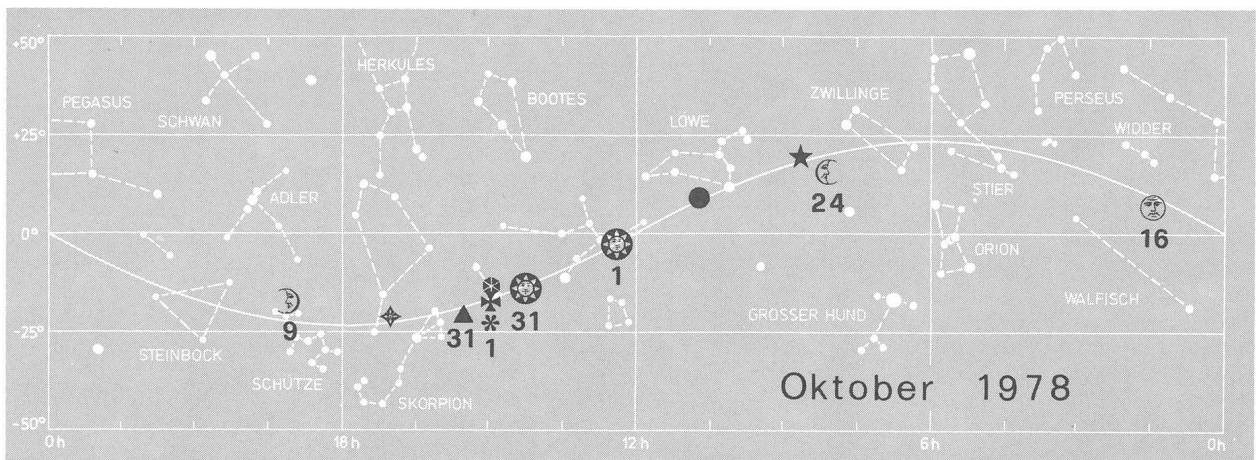 +50°
HERKULES
ZWILLINGE
PEGASUS
BOOTES
PERSEUS
SCHWAN
LÖWE
WIDDER
+25°
ADLER
STIER
24
0°
16
ORION
1
WALFISCH
GROSSER HUND
9
31
31
-25°
1
STEINBOCK
SCHÜTZE
Oktober 1978
SKORPION
-50°
0h
18h
12h
6h
0h